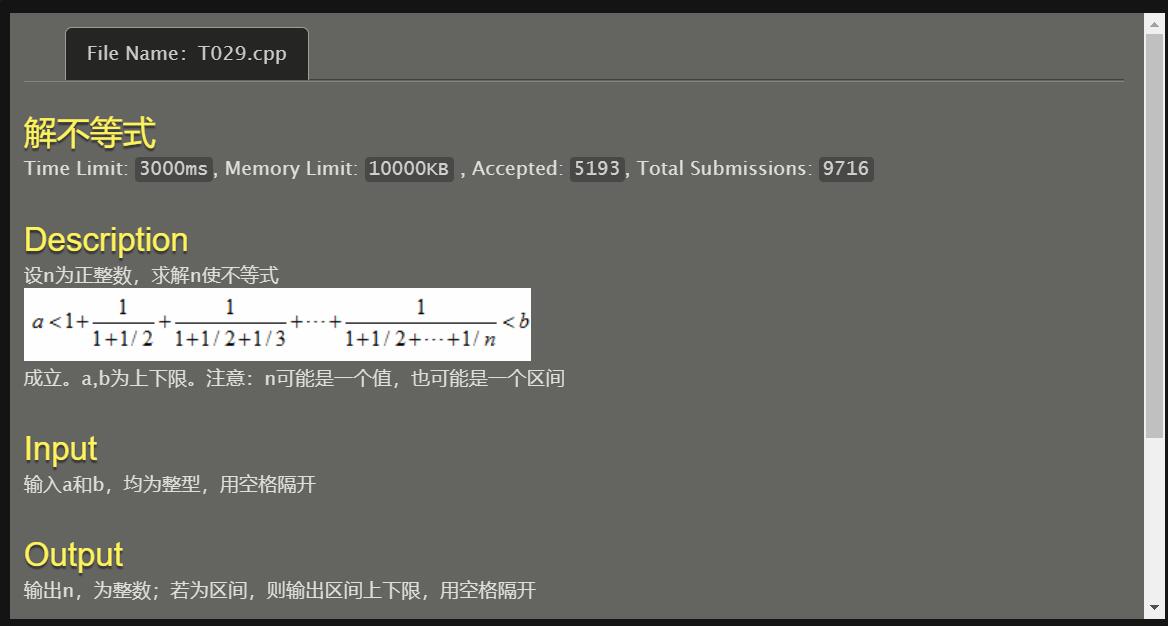 File Name：T029.cpp
解不等式
Time Limit: 3000ms, Memory Limit: 10000KB , Accepted: 5193, Total Submissions: 9716
Description
设n为正整数，求解n使不等式
a<1+\frac{1}{1+1/2}+\frac{1}{1+1/2+1/3}+⋯+\frac{1}{1+1/2+⋯+1/n}<b
成立。a,b为上下限。注意：n可能是一个值，也可能是一个区间
Input
输入a和b，均为整型，用空格隔开
Output
输出n，为整数；若为区间，则输出区间上下限，用空格隔开